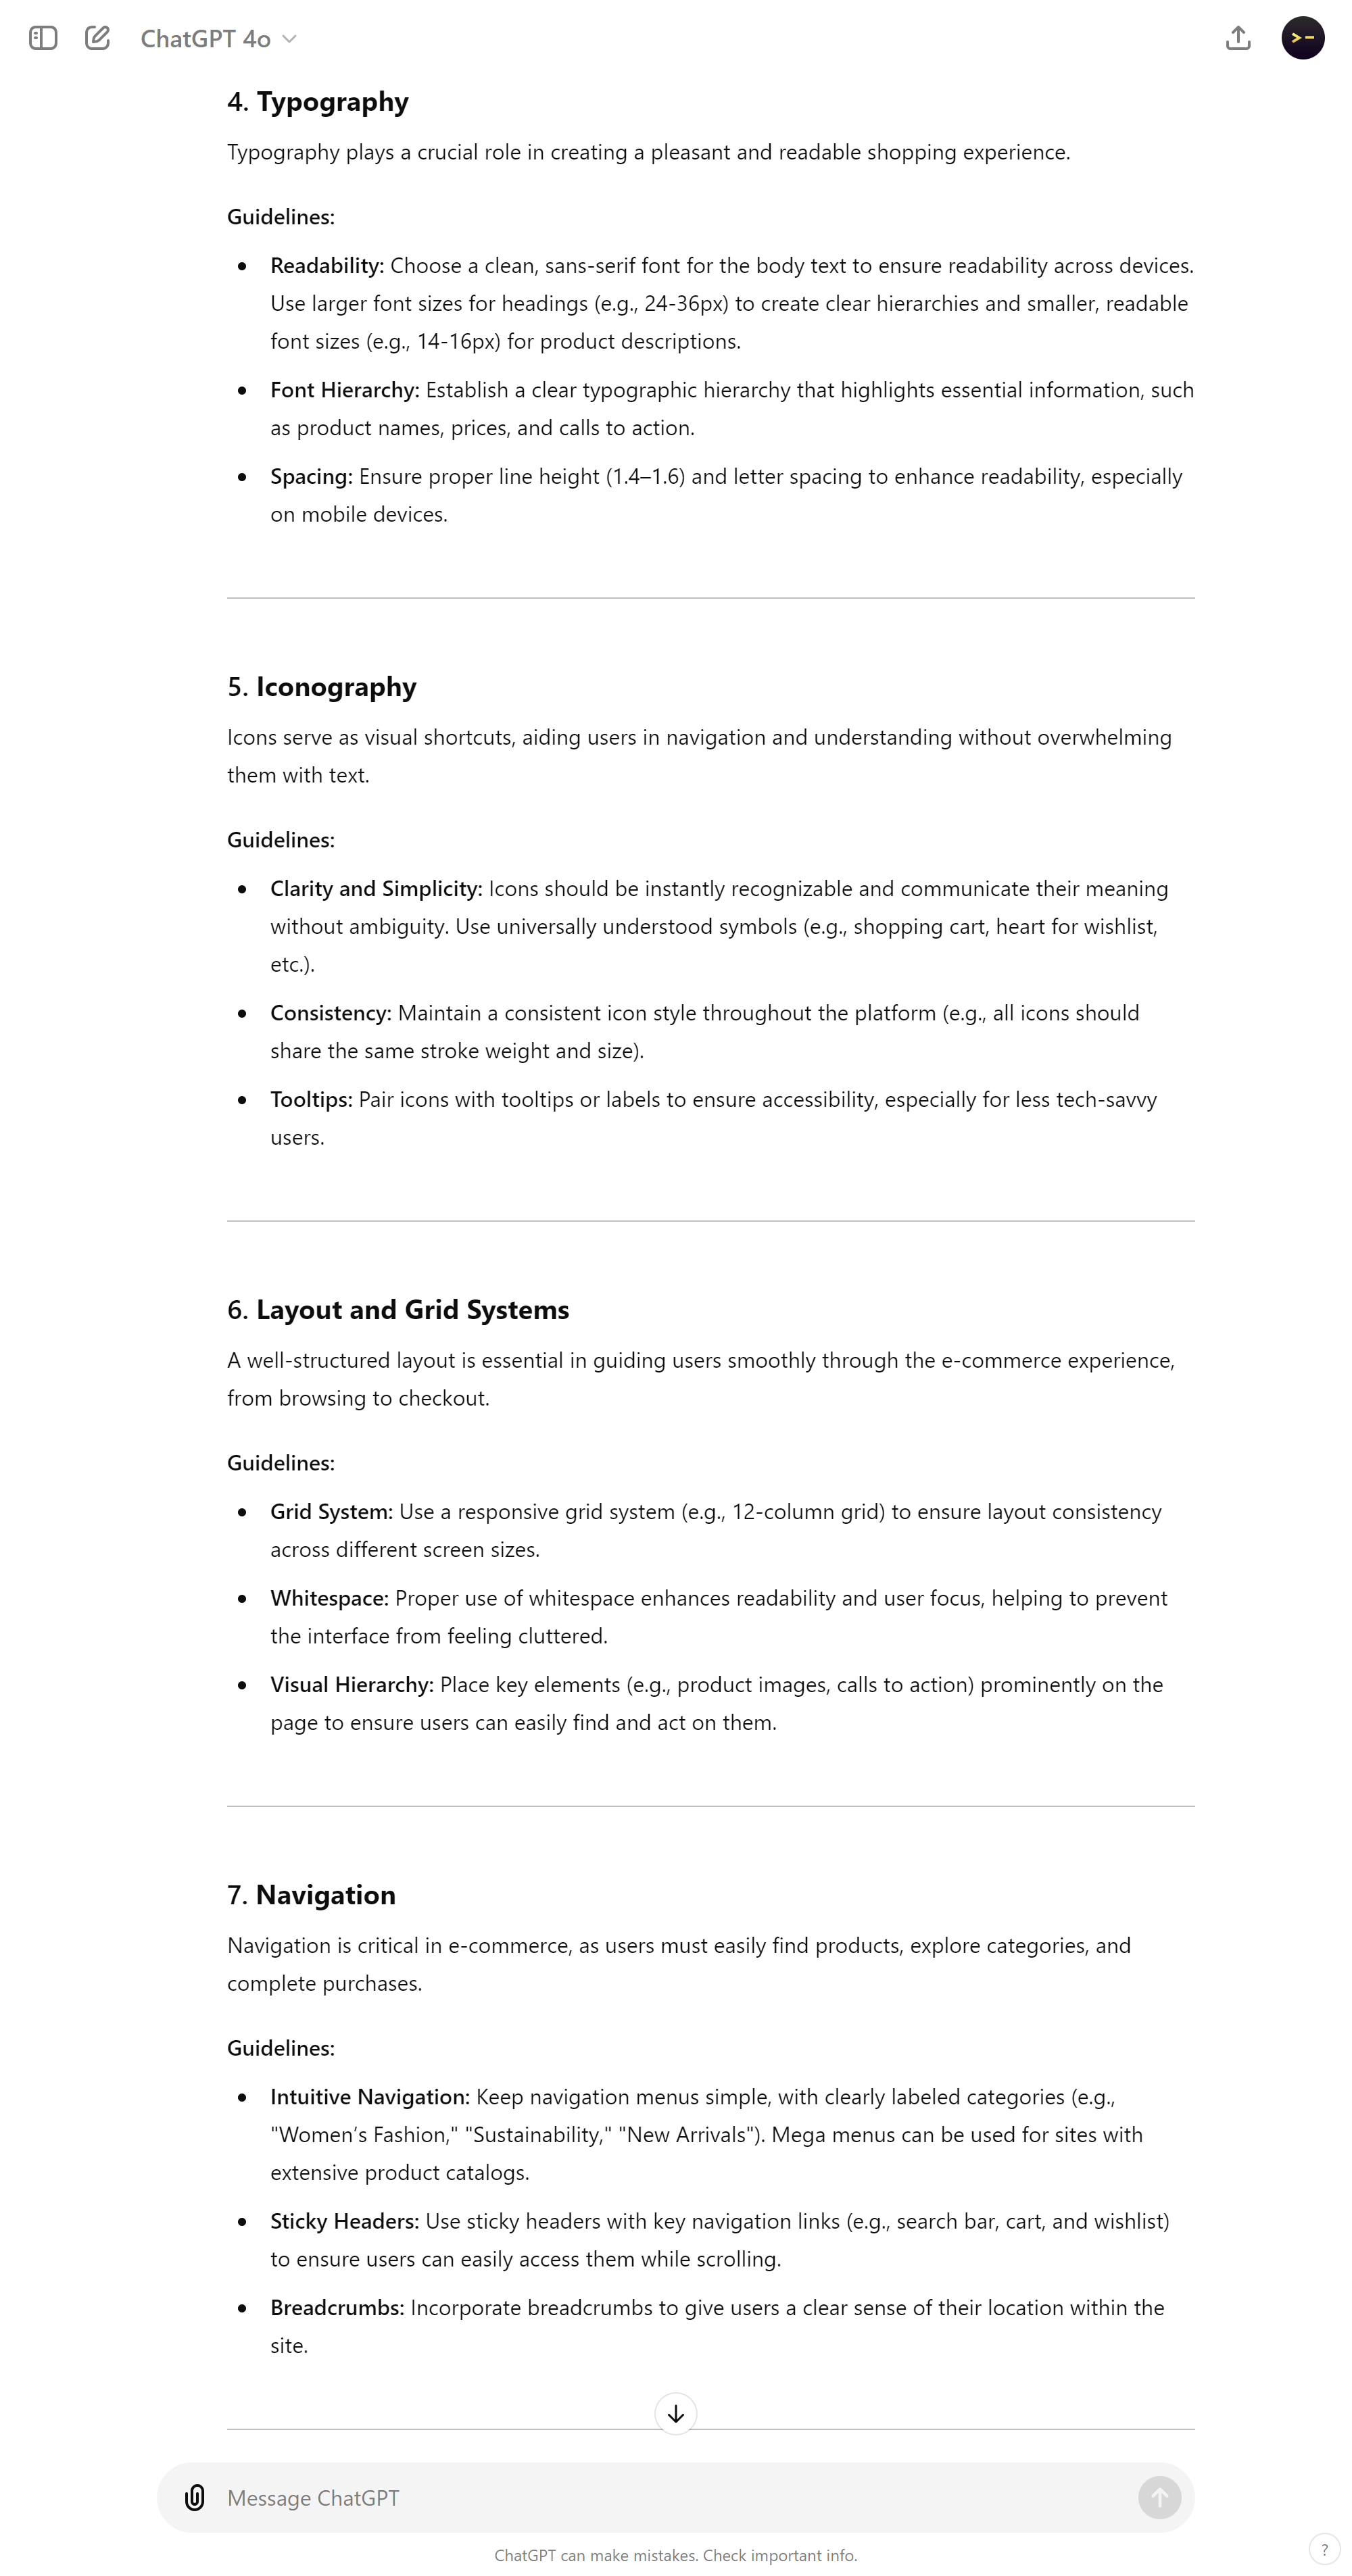 ChatGPT 4o
4. Typography
Typography plays a crucial role in creating a pleasant and readable shopping experience.
Guidelines:
Readability: Choose a clean, sans-serif font for the body text to ensure readability across devices.
Use larger font sizes for headings (e.g., 24-36px) to create clear hierarchies and smaller, readable
font sizes (e.g., 14-16px) for product descriptions.
Font Hierarchy: Establish a clear typographic hierarchy that highlights essential information, such
as product names, prices, and calls to action.
Spacing: Ensure proper line height (1.4–1.6) and letter spacing to enhance readability, especially
on mobile devices.
5. Iconography
Icons serve as visual shortcuts, aiding users in navigation and understanding without overwhelming
them with text.
Guidelines:
Clarity and Simplicity: Icons should be instantly recognizable and communicate their meaning
without ambiguity. Use universally understood symbols (e.g., shopping cart, heart for wishlist,
etc.).
Consistency: Maintain a consistent icon style throughout the platform (e.g., all icons should
share the same stroke weight and size).
Tooltips: Pair icons with tooltips or labels to ensure accessibility, especially for less tech-savvy
users.
6. Layout and Grid Systems
A well-structured layout is essential in guiding users smoothly through the e-commerce experience,
from browsing to checkout.
Guidelines:
Grid System: Use a responsive grid system (e.g., 12-column grid) to ensure layout consistency
across different screen sizes.
Whitespace: Proper use of whitespace enhances readability and user focus, helping to prevent
the interface from feeling cluttered.
Visual Hierarchy: Place key elements (e.g., product images, calls to action) prominently on the
page to ensure users can easily find and act on them.
7. Navigation
Navigation is critical in e-commerce, as users must easily find products, explore categories, and
complete purchases.
Guidelines:
Intuitive Navigation: Keep navigation menus simple, with clearly labeled categories (e.g.,
"Women’s Fashion," "Sustainability," "New Arrivals"). Mega menus can be used for sites with
extensive product catalogs.
Sticky Headers: Use sticky headers with key navigation links (e.g., search bar, cart, and wishlist)
to ensure users can easily access them while scrolling.
Breadcrumbs: Incorporate breadcrumbs to give users a clear sense of their location within the
site.
Message ChatGPT
ChatGPT can make mistakes. Check important info.
?